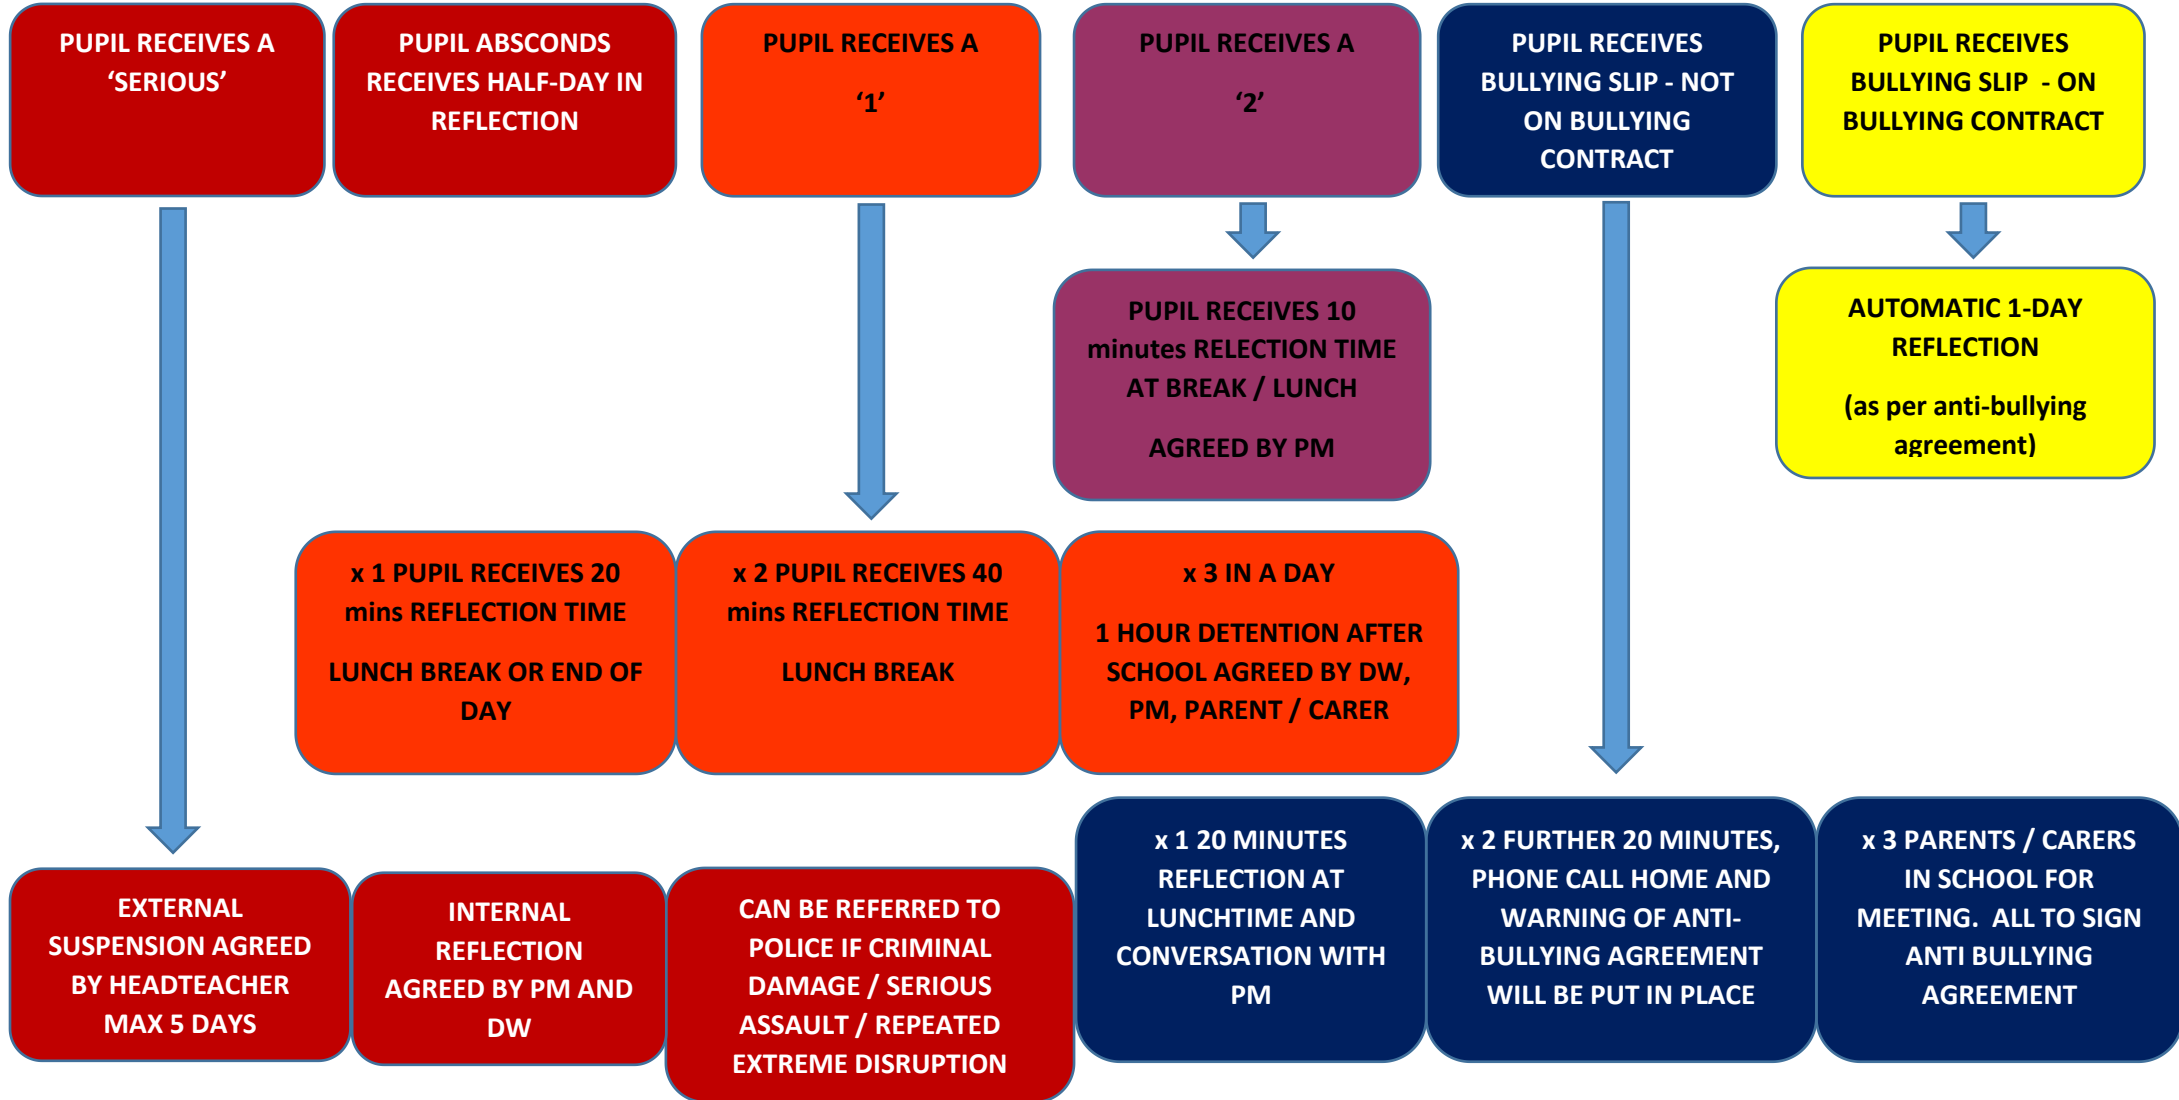 PUPIL RECEIVES A
‘SERIOUS’
PUPIL ABSCONDS
RECEIVES HALF-DAY IN
REFLECTION
PUPIL RECEIVES A
‘1’
PUPIL RECEIVES A
‘2’
PUPIL RECEIVES
BULLYING SLIP - NOT
ON BULLYING
CONTRACT
PUPIL RECEIVES
BULLYING SLIP - ON
BULLYING CONTRACT
PUPIL RECEIVES 10
minutes RELECTION TIME
AT BREAK / LUNCH
AGREED BY PM
AUTOMATIC 1-DAY
REFLECTION
(as per anti-bullying
agreement)
x 1 PUPIL RECEIVES 20
mins REFLECTION TIME
LUNCH BREAK OR END OF
DAY
x 2 PUPIL RECEIVES 40
mins REFLECTION TIME
LUNCH BREAK
x 3 IN A DAY
1 HOUR DETENTION AFTER
SCHOOL AGREED BY DW,
PM, PARENT / CARER
EXTERNAL
SUSPENSION AGREED
BY HEADTEACHER
MAX 5 DAYS
INTERNAL
REFLECTION
AGREED BY PM AND
DW
CAN BE REFERRED TO
POLICE IF CRIMINAL
DAMAGE / SERIOUS
ASSAULT / REPEATED
EXTREME DISRUPTION
x 1 20 MINUTES
REFLECTION AT
LUNCHTIME AND
CONVERSATION WITH
PM
x 2 FURTHER 20 MINUTES,
PHONE CALL HOME AND
WARNING OF ANTI-
BULLYING AGREEMENT
WILL BE PUT IN PLACE
x 3 PARENTS / CARERS
IN SCHOOL FOR
MEETING.  ALL TO SIGN
ANTI BULLYING
AGREEMENT